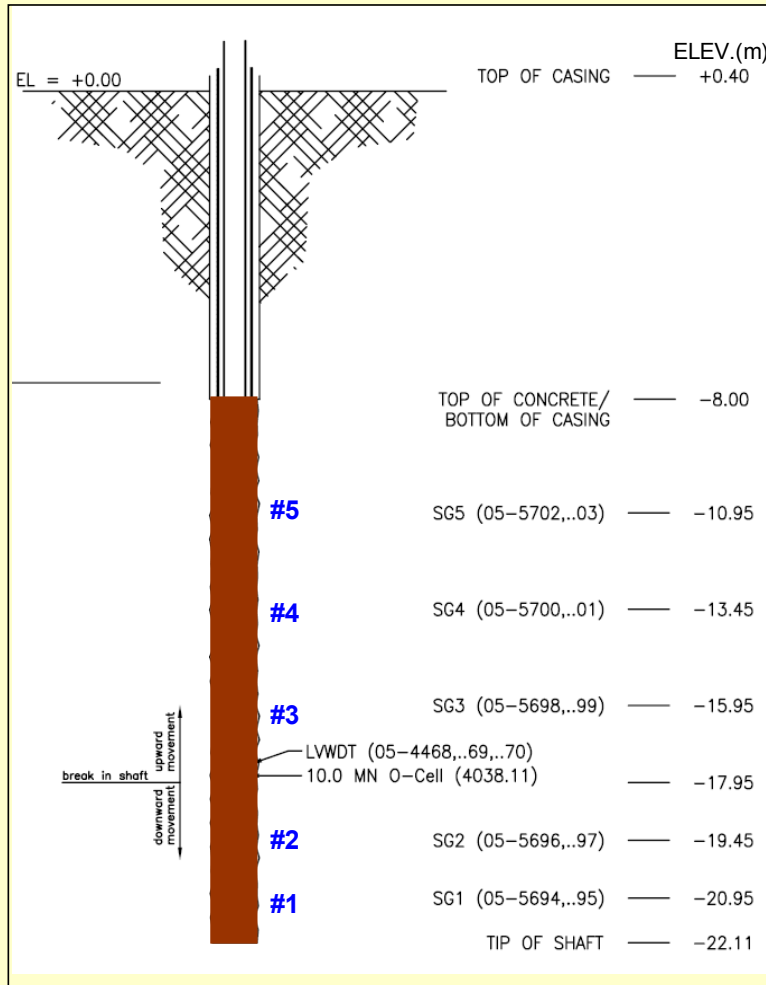 ELEV.(m)
EL = +0.00
TOP OF CASING +0.40
TOP OF CONCRETE/ -8.00
BOTTOM OF CASING
#5 SG5 (05-5702,..03) -10.95
#4 SG4 (05-5700,..01) -13.45
#3 SG3 (05-5698,..99) -15.95
upward
movement
LVWDT (05-4468,..69,..70)
break in shaft 10.0 MN O-Cell (4038.11) -17.95
downward
movement
#2 SG2 (05-5696,..97) -19.45
#1 SG1 (05-5694,..95) -20.95
TIP OF SHAFT -22.11